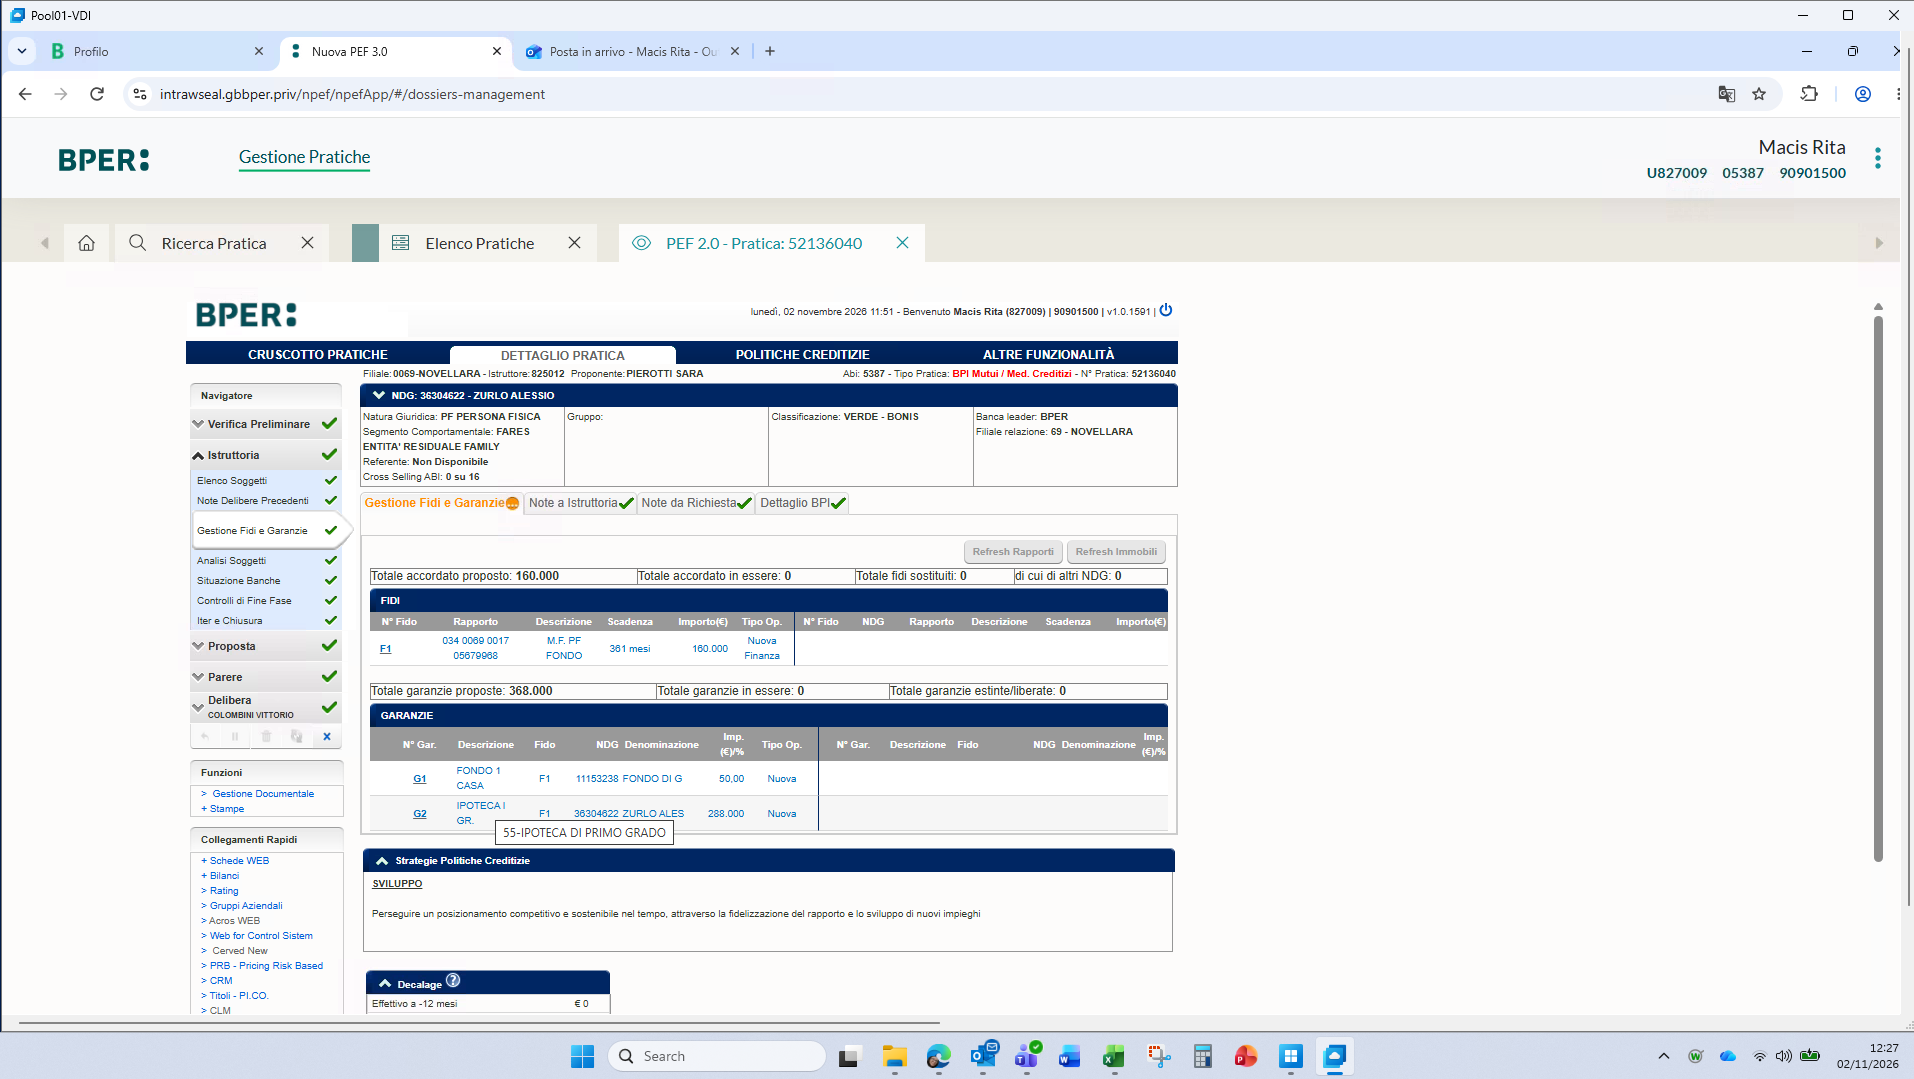 Pool01-VDI
Profilo
Nuova PEF 3.0
Posta in arrivo - Macis Rita - Ou
intrawseal.gbbper.priv/npef/npefApp/#/dossiers-management
BPER:
Gestione Pratiche
Macis Rita
U827009 05387 90901500
Ricerca Pratica
Elenco Pratiche
PEF 2.0 - Pratica: 52136040
BPER:
lunedì, 02 novembre 2026 11:51 - Benvenuto Macis Rita (827009) | 90901500 | v1.0.1591 |
CRUSCOTTO PRATICHE
DETTAGLIO PRATICA
POLITICHE CREDITIZIE
ALTRE FUNZIONALITÀ
Filiale: 0069-NOVELLARA - Istruttore: 825012 Proponente: PIEROTTI SARA
Abi: 5387 - Tipo Pratica: BPI Mutui / Med. Creditizi - N° Pratica: 52136040
Navigatore
Verifica Preliminare
Istruttoria
Elenco Soggetti
Note Delibere Precedenti
Gestione Fidi e Garanzie
Analisi Soggetti
Situazione Banche
Controlli di Fine Fase
Iter e Chiusura
Proposta
Parere
Delibera
COLOMBINI VITTORIO
Funzioni
> Gestione Documentale
+ Stampe
Collegamenti Rapidi
+ Schede WEB
+ Bilanci
> Rating
> Gruppi Aziendali
> Acros WEB
> Web for Control Sistem
> Cerved New
> PRB - Pricing Risk Based
> CRM
> Titoli - PI.CO.
> CLM
NDG: 36304622 - ZURLO ALESSIO
Natura Giuridica: PF PERSONA FISICA
Segmento Comportamentale: FARES
ENTITA' RESIDUALE FAMILY
Referente: Non Disponibile
Cross Selling ABI: 0 su 16
Gruppo:
Classificazione: VERDE - BONIS
Banca leader: BPER
Filiale relazione: 69 - NOVELLARA
Gestione Fidi e Garanzie
Note a Istruttoria
Note da Richiesta
Dettaglio BPI
Refresh Rapporti
Refresh Immobili
Totale accordato proposto: 160.000
Totale accordato in essere: 0
Totale fidi sostituiti: 0
di cui di altri NDG: 0
FIDI
N° Fido Rapporto Descrizione Scadenza Importo(€) Tipo Op. N° Fido NDG Rapporto Descrizione Scadenza Importo(€)
F1 034 0069 0017 05679968 M.F. PF FONDO 361 mesi 160.000 Nuova Finanza
Totale garanzie proposte: 368.000
Totale garanzie in essere: 0
Totale garanzie estinte/liberate: 0
GARANZIE
N° Gar. Descrizione Fido NDG Denominazione Imp. (€)/% Tipo Op. N° Gar. Descrizione Fido NDG Denominazione Imp. (€)/%
G1 FONDO 1 CASA F1 11153238 FONDO DI G 50,00 Nuova
G2 IPOTECA I GR. F1 36304622 ZURLO ALES 288.000 Nuova
55-IPOTECA DI PRIMO GRADO
Strategie Politiche Creditizie
SVILUPPO
Perseguire un posizionamento competitivo e sostenibile nel tempo, attraverso la fidelizzazione del rapporto e lo sviluppo di nuovi impieghi
Decalage ?
Effettivo a -12 mesi € 0
Search
12:27
02/11/2026